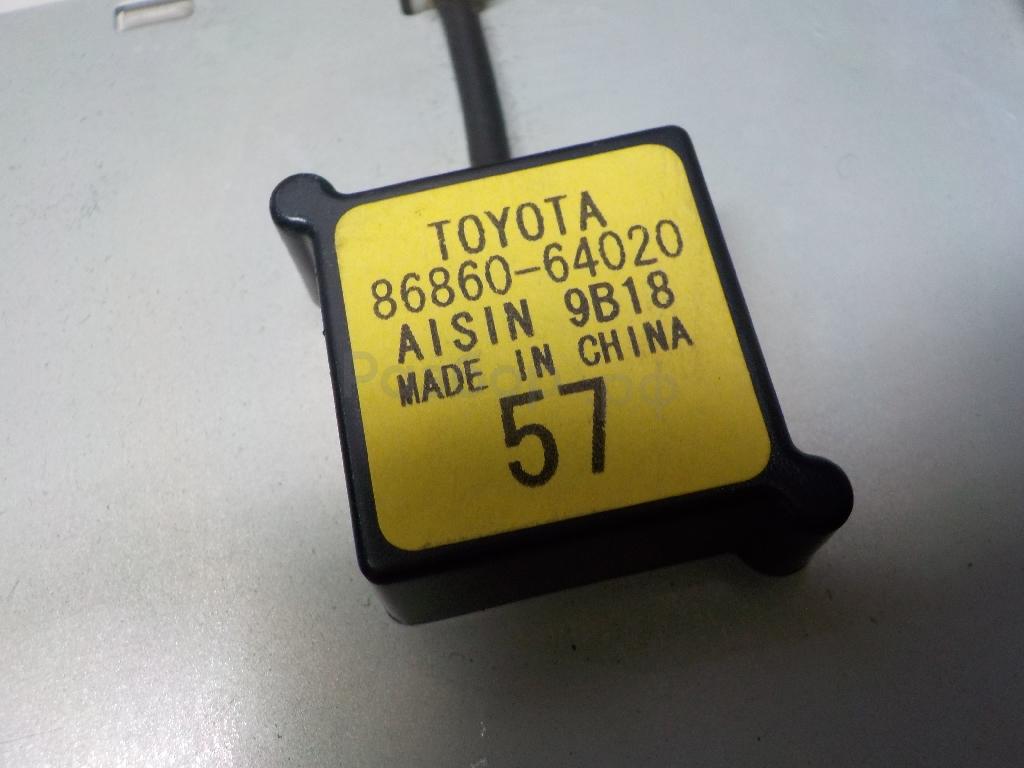 TOYOTA
86860-64020
AISIN 9B18
MADE IN CHINA
57